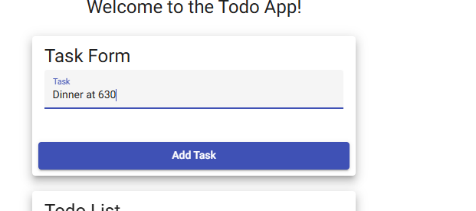 Welcome to the Todo App!
Task Form
Task
Dinner at 630
Add Task
Todo List